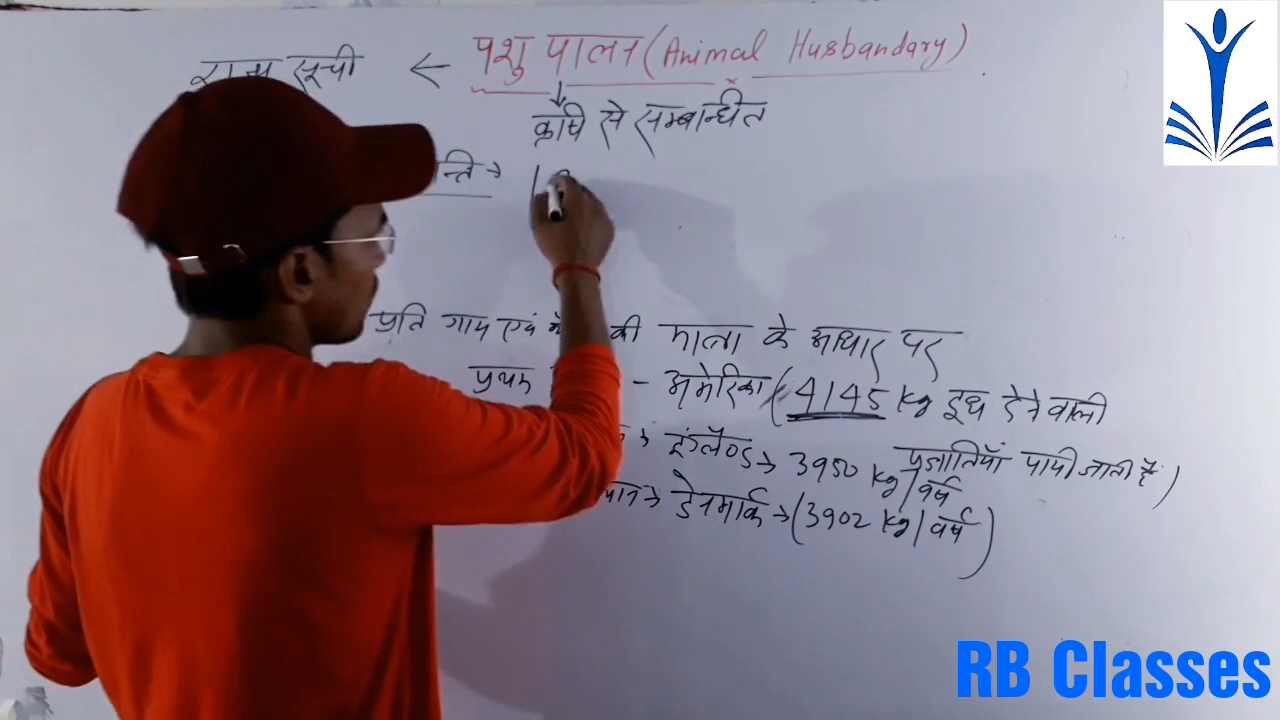 राज्य सूची ← पशु पालन (Animal Husbandary)
↓
कृषि से सम्बन्धित
न्ति →
प्रति गाय एवं की मात्रा के आधार पर
प्रथम - अमेरिका (4145 kg दूध देने वाली
प्रजातियाँ पायी जाती है)
→ इंग्लैण्ड → 3950 kg/वर्ष
→ डेनमार्क → (3902 kg/वर्ष)
RB Classes